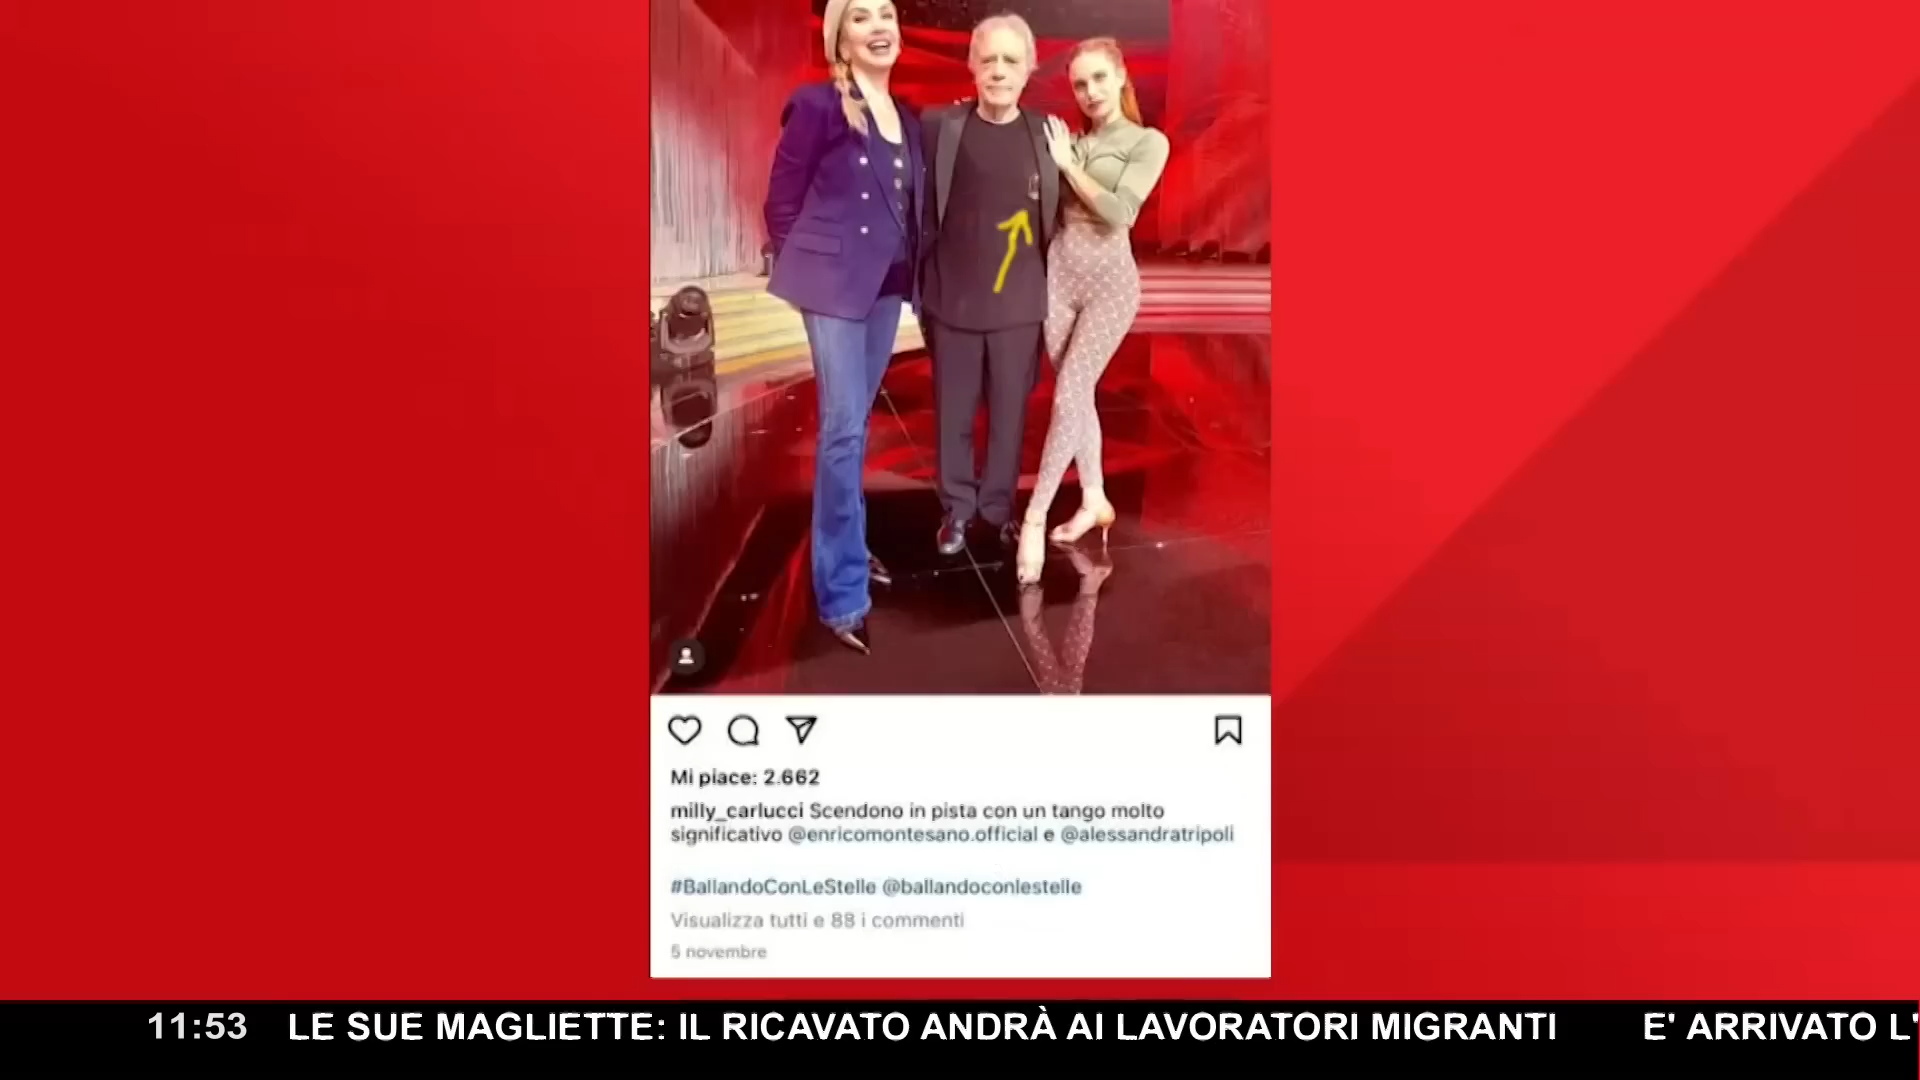 Mi piace: 2.662
milly_carlucci Scendono in pista con un tango molto
significativo @enricomontesano.official e @alessandratripoli
#BallandoConLeStelle @ballandoconlestelle
Visualizza tutti e 88 i commenti
5 novembre
11:53 LE SUE MAGLIETTE: IL RICAVATO ANDRÀ AI LAVORATORI MIGRANTI E' ARRIVATO L'